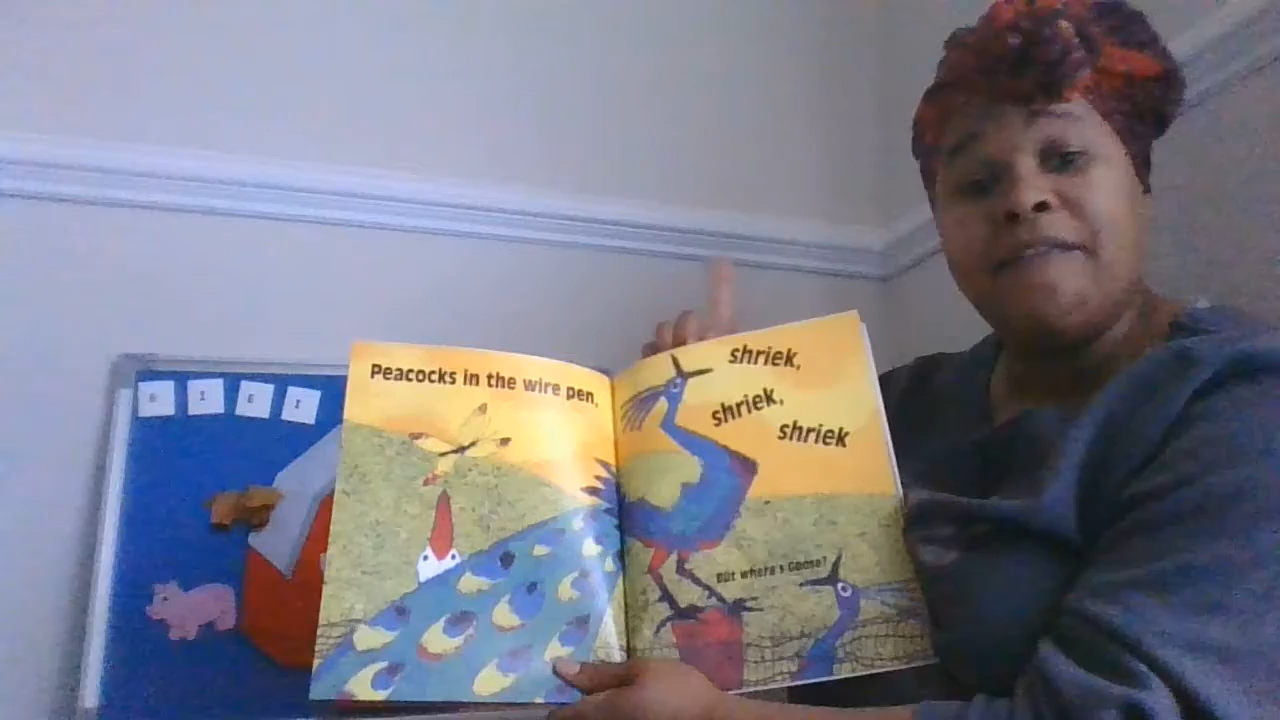 E I E I
Peacocks in the wire pen,
shriek,
shriek,
shriek
But where's Goose?